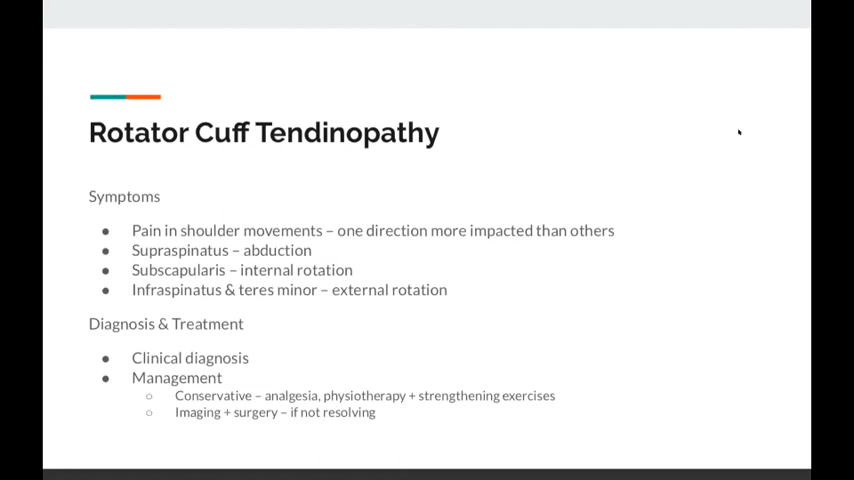 Rotator Cuff Tendinopathy
Symptoms
● Pain in shoulder movements – one direction more impacted than others
● Supraspinatus – abduction
● Subscapularis – internal rotation
● Infraspinatus & teres minor – external rotation
Diagnosis & Treatment
● Clinical diagnosis
● Management
○ Conservative – analgesia, physiotherapy + strengthening exercises
○ Imaging + surgery – if not resolving